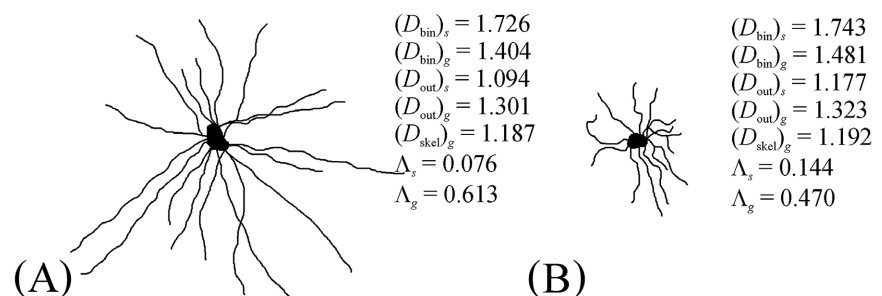 (D_bin)_s = 1.726
(D_bin)_g = 1.404
(D_out)_s = 1.094
(D_out)_g = 1.301
(D_skel)_g = 1.187
Λ_s = 0.076
Λ_g = 0.613
(A)
(D_bin)_s = 1.743
(D_bin)_g = 1.481
(D_out)_s = 1.177
(D_out)_g = 1.323
(D_skel)_g = 1.192
Λ_s = 0.144
Λ_g = 0.470
(B)